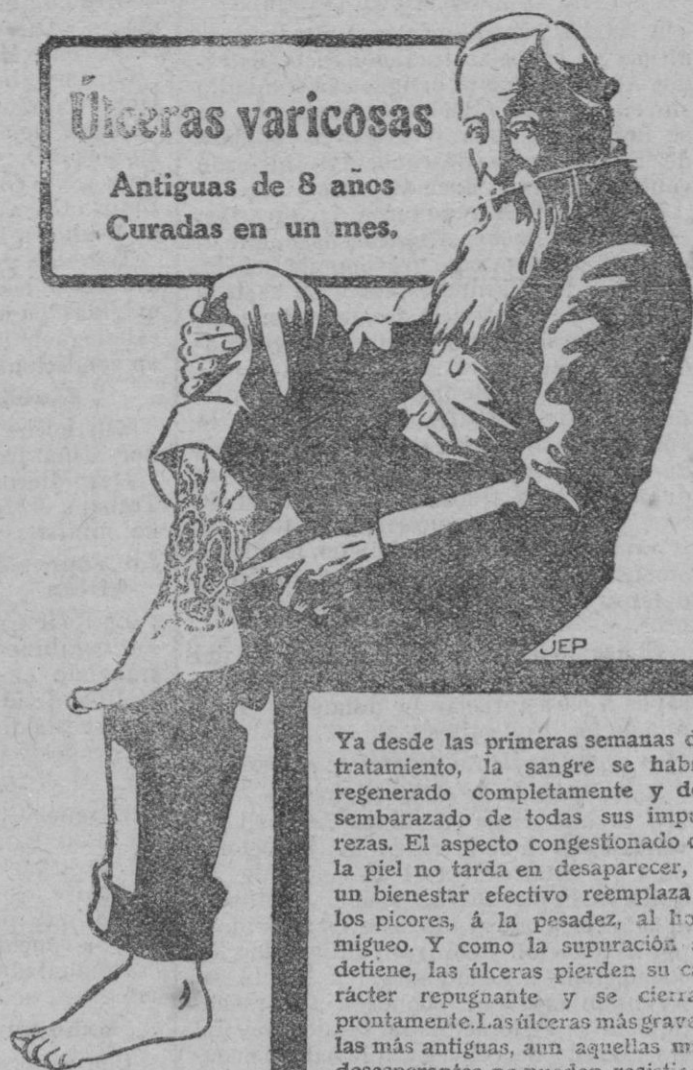 Úlceras varicosas
Antiguas de 8 años
Curadas en un mes.
JEP
Ya desde las primeras semanas d
tratamiento, la sangre se hab
regenerado completamente y de
sembarazado de todas sus impu
rezas. El aspecto congestionado d
la piel no tarda en desaparecer,
un bienestar efectivo reemplaza
los picores, á la pesadez, al ho
migueo. Y como la supuración
detiene, las úlceras pierden su ca
rácter repugnante y se cierra
prontamente. Las úlceras más grave
las más antiguas, aun aquellas m